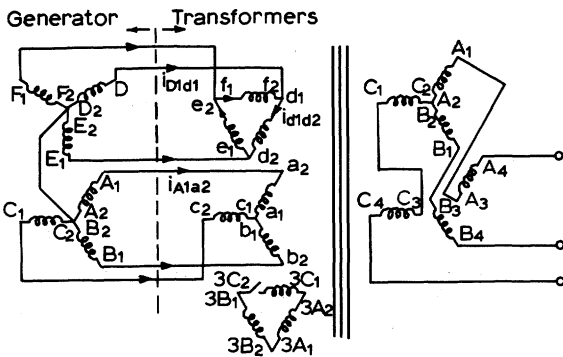 Generator Transformers
F1 F2 D D2 E2 E1
iD1d1
f1 f2 d1
e2 id1d2
e1 d2
A1 iA1a2 a2
C1 A2 C2 B2 B1
c2 c1 a1 b1 b2
3C2 3C1
3B1 3A2
3B2 3A1
A1
C1 C2 A2
B2
B1
A4
C4 C3 B3 A3
B4